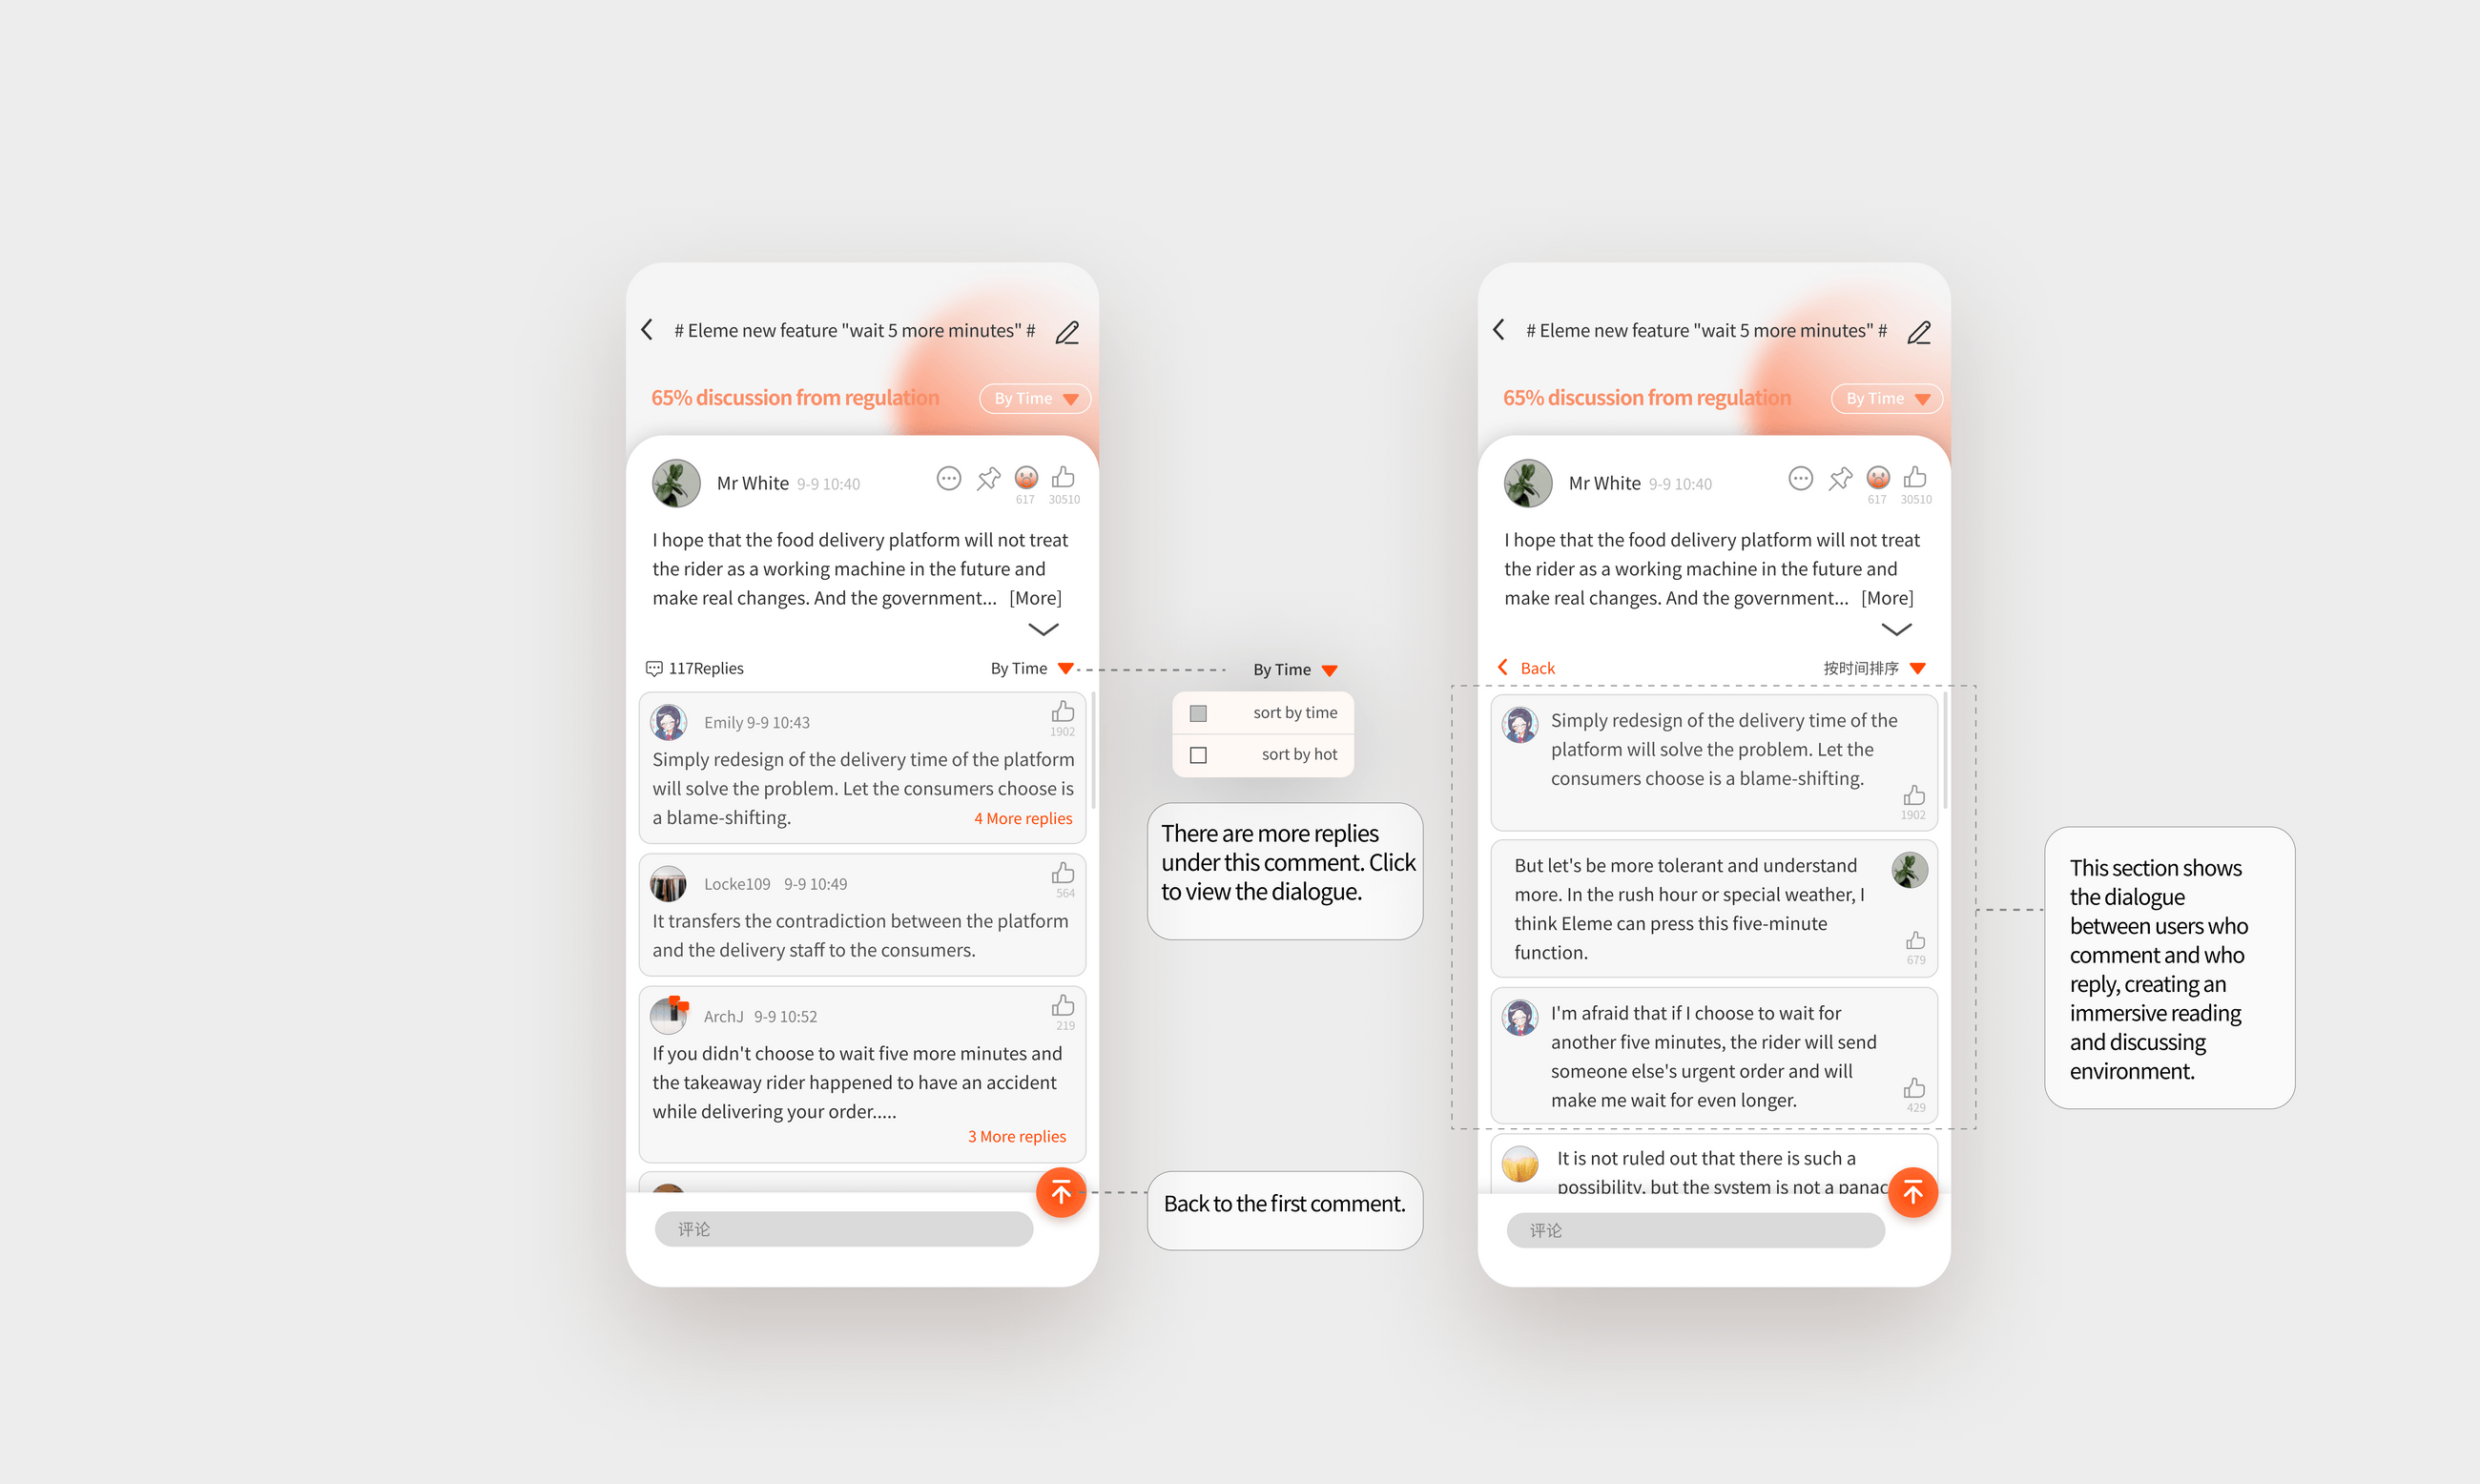 # Eleme new feature "wait 5 more minutes" #
65% discussion from regulation
By Time
Mr White 9-9 10:40
617
30510
I hope that the food delivery platform will not treat
the rider as a working machine in the future and
make real changes. And the government... [More]
117Replies
By Time
Emily 9-9 10:43
1902
Simply redesign of the delivery time of the platform
will solve the problem. Let the consumers choose is
a blame-shifting.
4 More replies
Locke109 9-9 10:49
564
It transfers the contradiction between the platform
and the delivery staff to the consumers.
ArchJ 9-9 10:52
219
If you didn't choose to wait five more minutes and
the takeaway rider happened to have an accident
while delivering your order.....
3 More replies
评论
By Time
sort by time
sort by hot
There are more replies
under this comment. Click
to view the dialogue.
Back to the first comment.
# Eleme new feature "wait 5 more minutes" #
65% discussion from regulation
By Time
Mr White 9-9 10:40
617
30510
I hope that the food delivery platform will not treat
the rider as a working machine in the future and
make real changes. And the government... [More]
Back
按时间排序
Simply redesign of the delivery time of the
platform will solve the problem. Let the
consumers choose is a blame-shifting.
1902
But let's be more tolerant and understand
more. In the rush hour or special weather, I
think Eleme can press this five-minute
function.
679
I'm afraid that if I choose to wait for
another five minutes, the rider will send
someone else's urgent order and will
make me wait for even longer.
429
It is not ruled out that there is such a
possibility, but the system is not a panac
评论
This section shows
the dialogue
between users who
comment and who
reply, creating an
immersive reading
and discussing
environment.